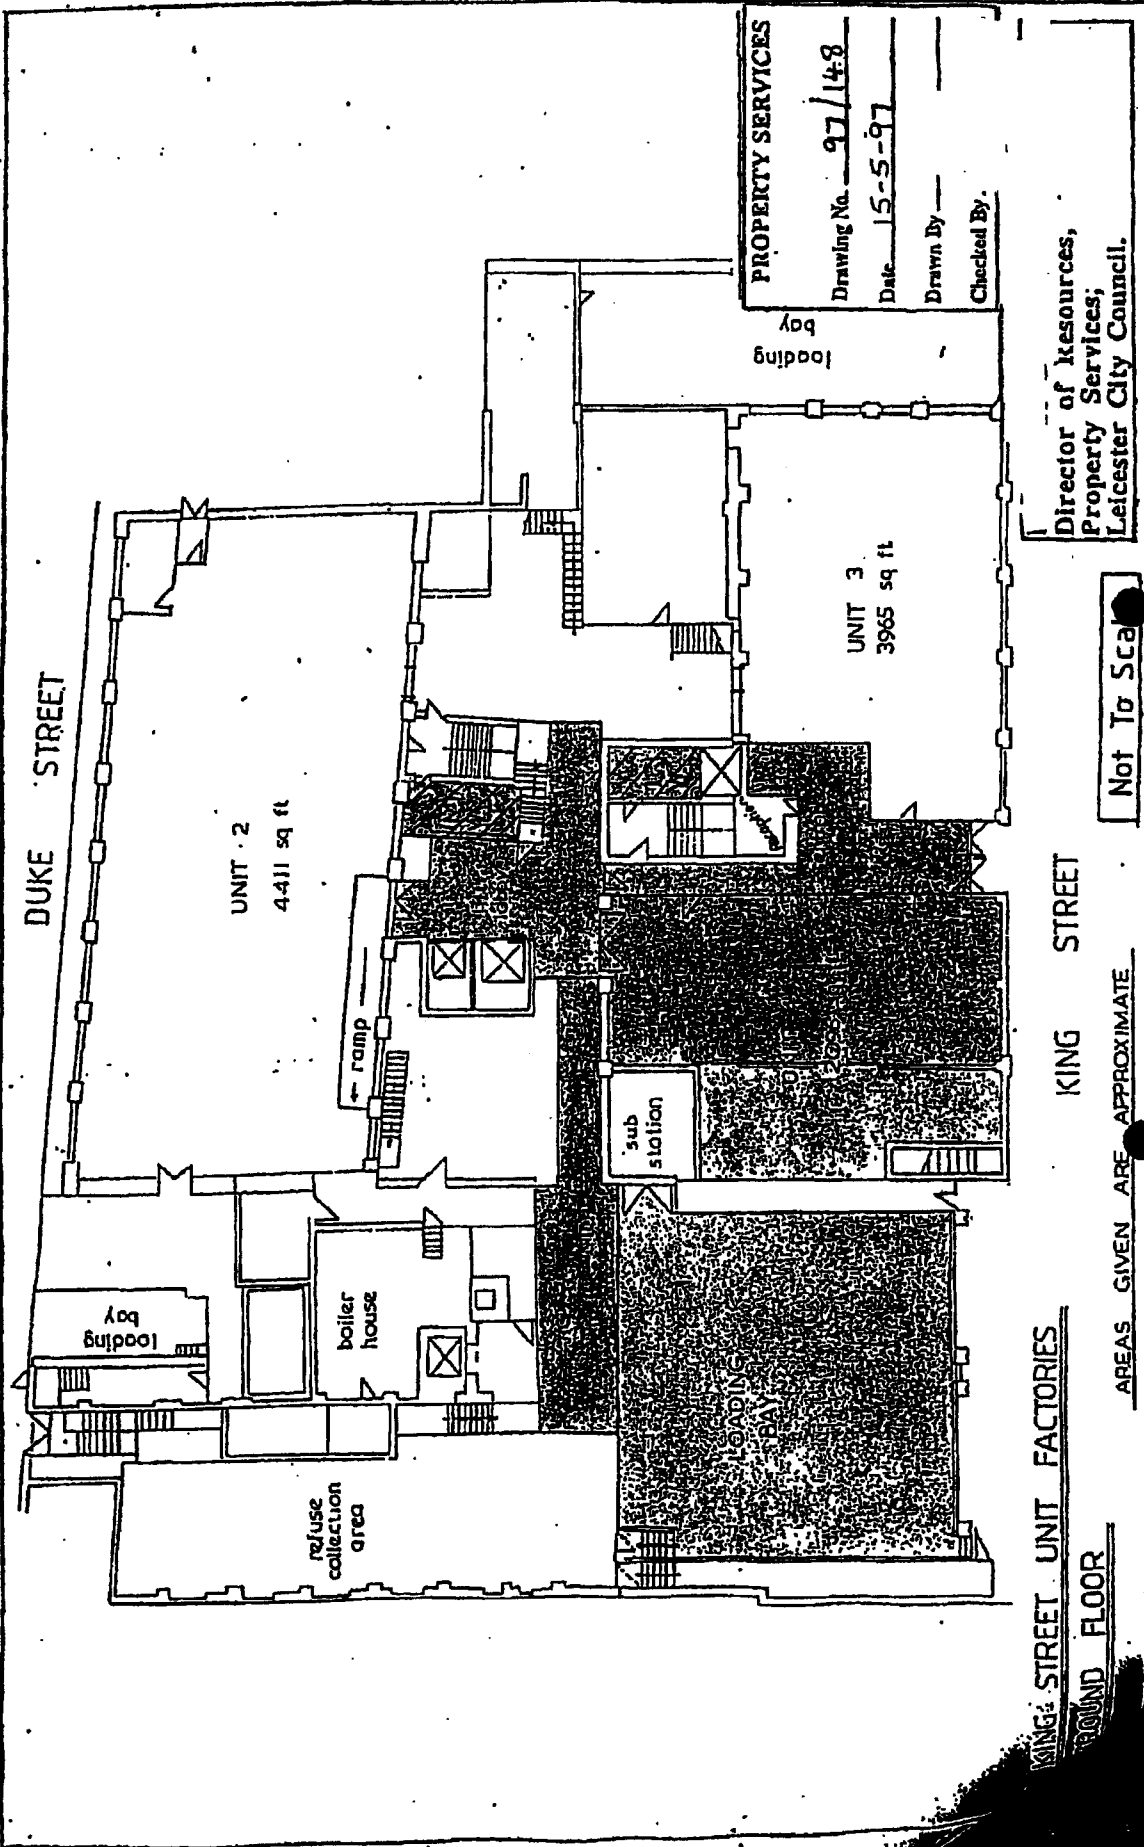 DUKE STREET
UNIT 2
4411 sq ft
← ramp
loading
bay
boiler
house
refuse
collection
area
sub
station
LOADING
BAY
reception
UNIT 3
3965 sq ft
loading
bay
KING STREET
PROPERTY SERVICES
Drawing No. 97/148
Date 15-5-97
Drawn By
Checked By.
Director of Resources,
Property Services,
Leicester City Council.
Not To
AREAS GIVEN ARE APPROXIMATE
KING STREET UNIT FACTORIES
FLOOR